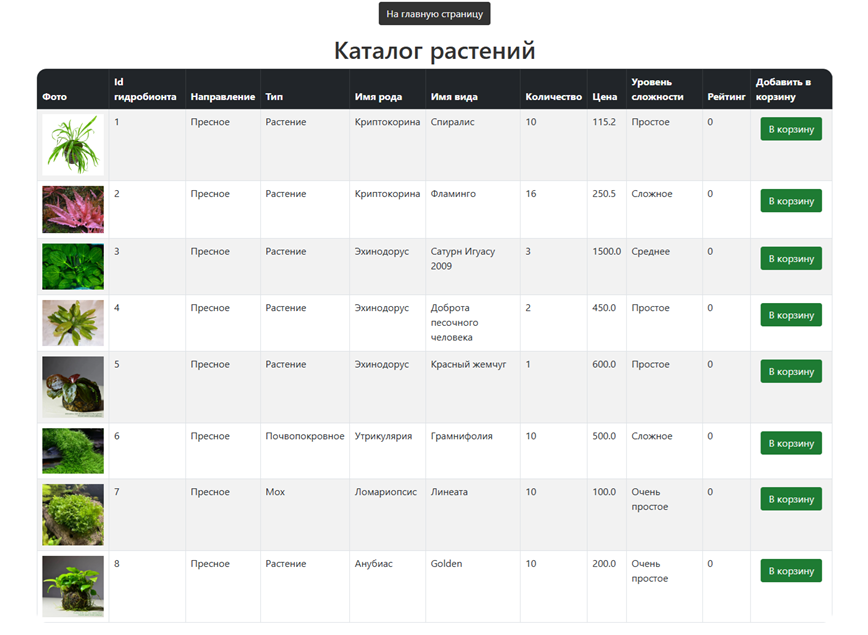 На главную страницу
Каталог растений
Фото Id гидробионта Направление Тип Имя рода Имя вида Количество Цена Уровень сложности Рейтинг Добавить в корзину
1 Пресное Растение Криптокорина Спиралис 10 115.2 Простое 0 В корзину
2 Пресное Растение Криптокорина Фламинго 16 250.5 Сложное 0 В корзину
3 Пресное Растение Эхинодорус Сатурн Игуасу 2009 3 1500.0 Среднее 0 В корзину
4 Пресное Растение Эхинодорус Доброта песочного человека 2 450.0 Простое 0 В корзину
5 Пресное Растение Эхинодорус Красный жемчуг 1 600.0 Простое 0 В корзину
6 Пресное Почвопокровное Утрикулярия Грамнифолия 10 500.0 Сложное 0 В корзину
7 Пресное Мох Ломариопсис Линеата 10 100.0 Очень простое 0 В корзину
8 Пресное Растение Анубиас Golden 10 200.0 Очень простое 0 В корзину